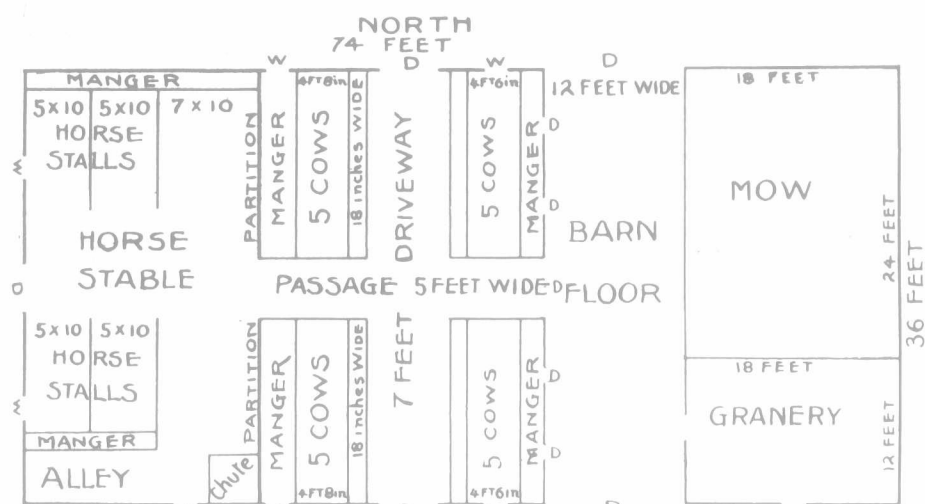 NORTH
74 FEET
W D W D
MANGER
4FT8in
4FT6in
12 FEET WIDE
18 FEET
5x10 5x10 7x10
HORSE
STALLS
W
PARTITION
MANGER
5 COWS
18 inches WIDE
DRIVEWAY
5 COWS
MANGER
D
D
BARN
FLOOR
MOW
24 FEET
36 FEET
HORSE
STABLE
D
PASSAGE 5 FEET WIDE D
5x10 5x10
HORSE
STALLS
W
MANGER
ALLEY
Chute
PARTITION
MANGER
5 COWS
18 inches Wide
7 FEET
5 COWS
MANGER
D
D
4FT8in
4FT6in
D
18 FEET
GRANERY
12 FEET